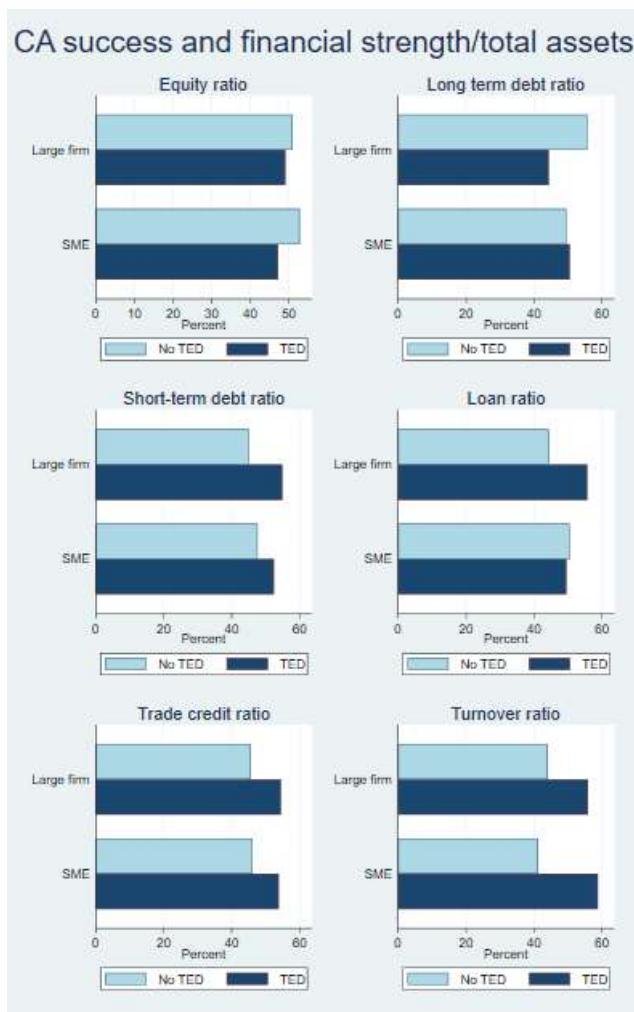 CA success and financial strength/total assets
Equity ratio
Large firm
SME
0 10 20 30 40 50
Percent
No TED TED
Long term debt ratio
Large firm
SME
0 20 40 60
Percent
No TED TED
Short-term debt ratio
Large firm
SME
0 20 40 60
Percent
No TED TED
Loan ratio
Large firm
SME
0 20 40 60
Percent
No TED TED
Trade credit ratio
Large firm
SME
0 20 40 60
Percent
No TED TED
Turnover ratio
Large firm
SME
0 20 40 60
Percent
No TED TED